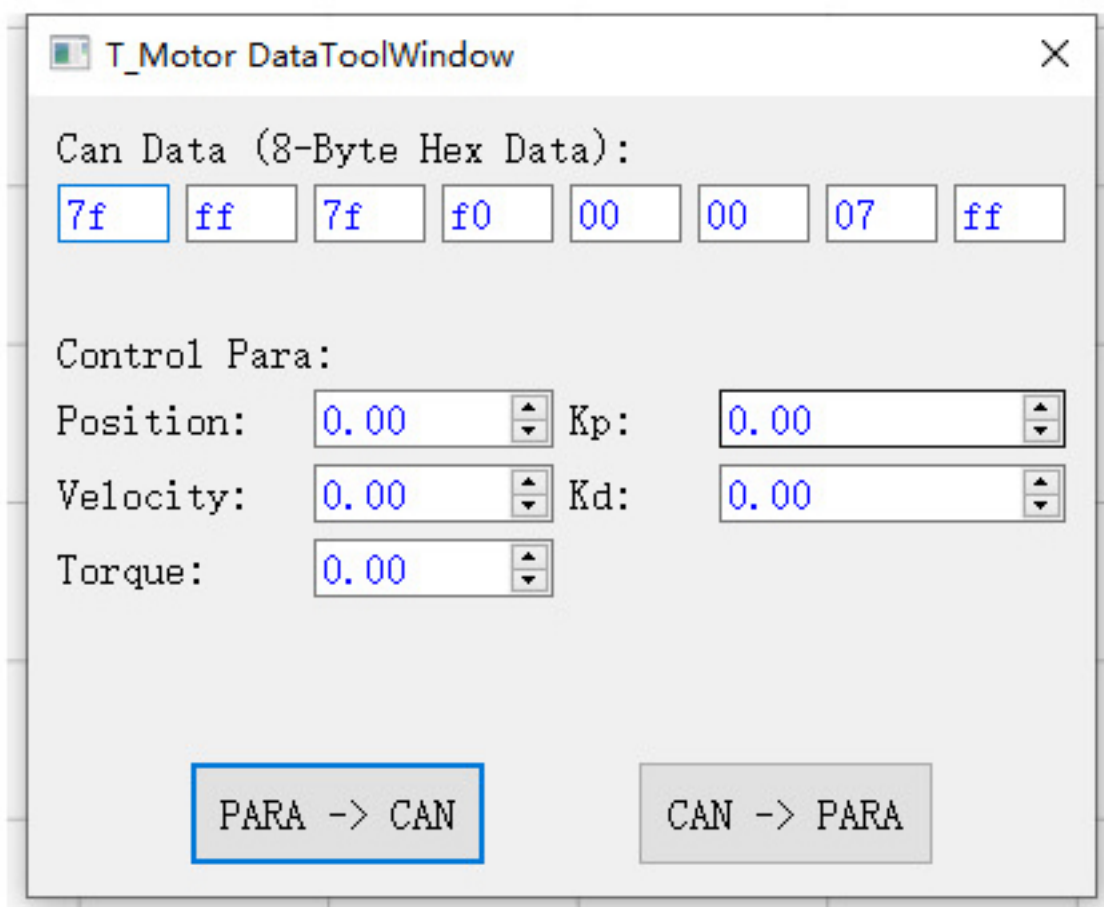 T_Motor DataToolWindow
Can Data (8-Byte Hex Data):
7f ff 7f f0 00 00 07 ff
Control Para:
Position: 0.00 Kp: 0.00
Velocity: 0.00 Kd: 0.00
Torque: 0.00
PARA -> CAN CAN -> PARA